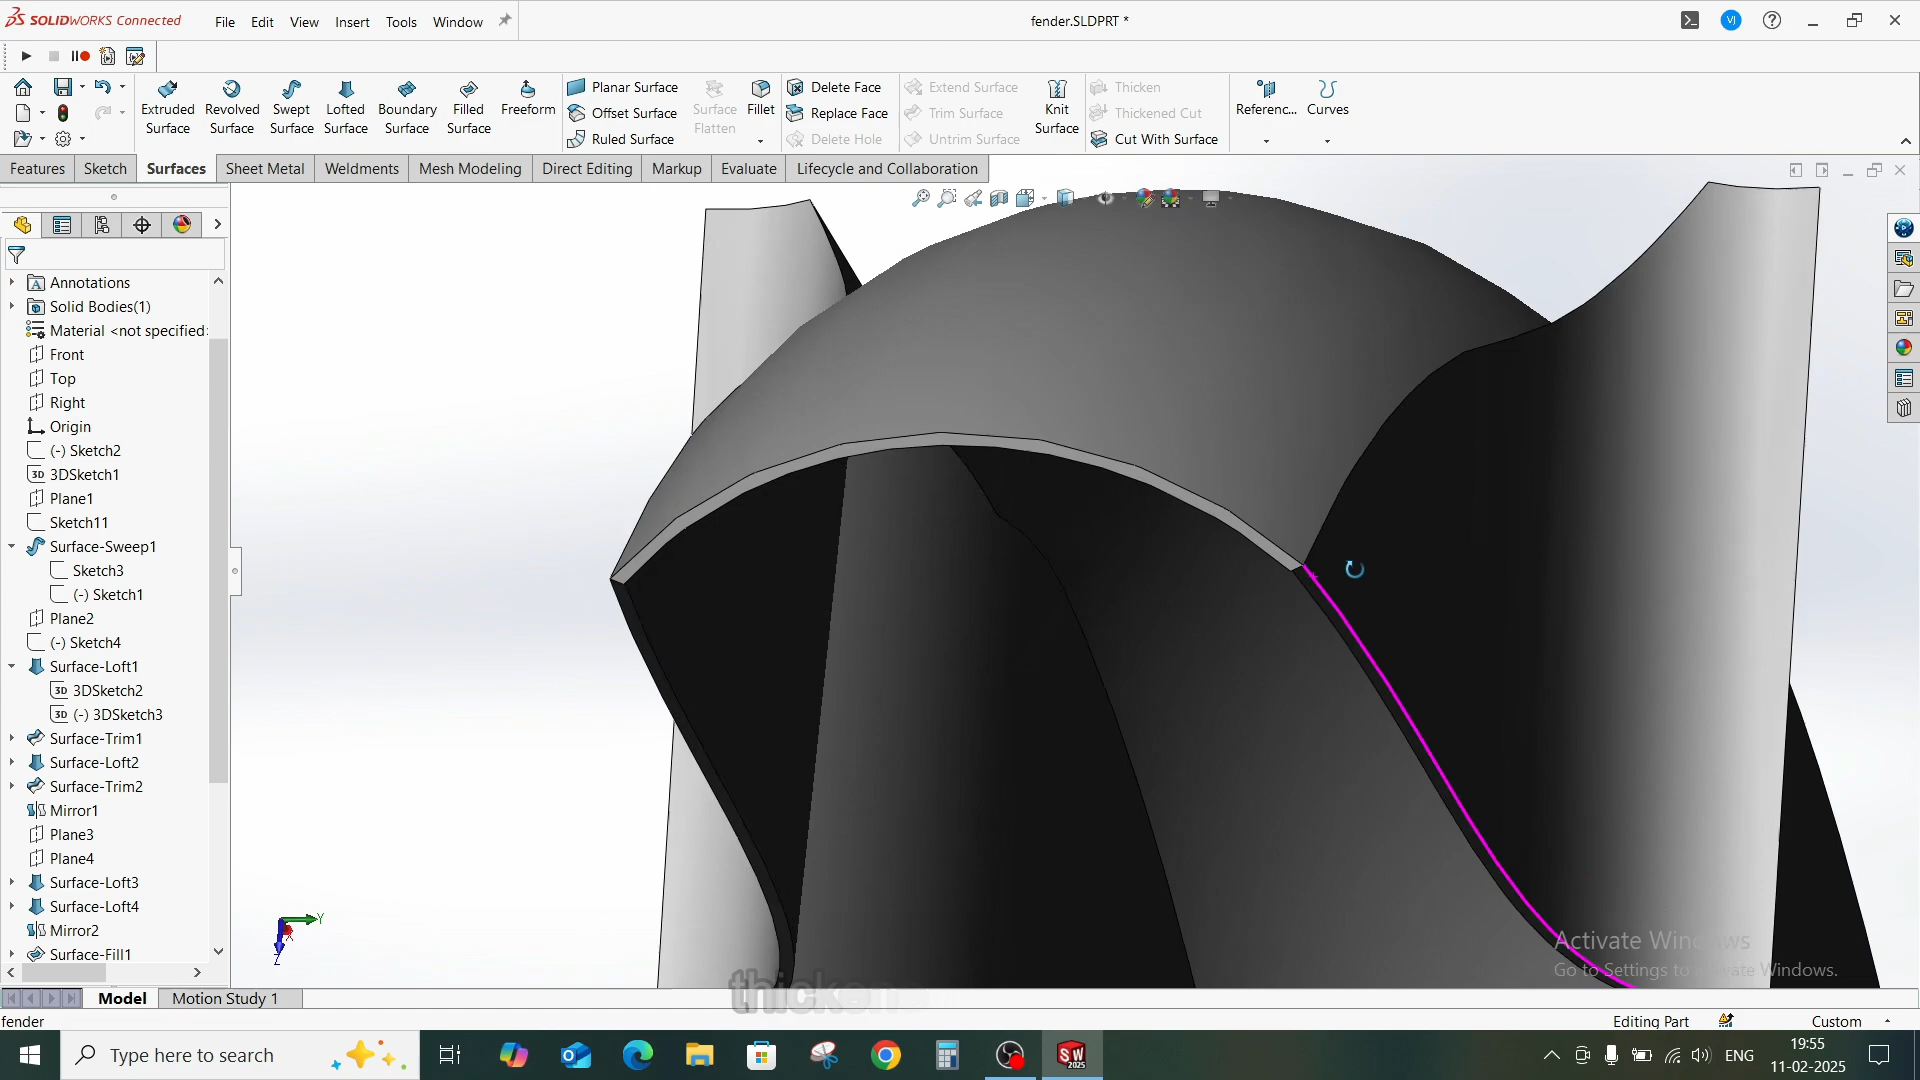 SOLIDWORKS Connected
File Edit View Insert Tools Window
fender.SLDPRT *
VJ
Extruded Surface
Revolved Surface
Swept Surface
Lofted Surface
Boundary Surface
Filled Surface
Freeform
Planar Surface
Offset Surface
Ruled Surface
Surface Flatten
Fillet
Delete Face
Replace Face
Delete Hole
Extend Surface
Trim Surface
Untrim Surface
Knit Surface
Thicken
Thickened Cut
Cut With Surface
Referenc...
Curves
Features Sketch Surfaces Sheet Metal Weldments Mesh Modeling Direct Editing Markup Evaluate Lifecycle and Collaboration
Annotations
Solid Bodies(1)
Material <not specified>
Front
Top
Right
Origin
(-) Sketch2
3D 3DSketch1
Plane1
Sketch11
Surface-Sweep1
Sketch3
(-) Sketch1
Plane2
(-) Sketch4
Surface-Loft1
3D 3DSketch2
3D (-) 3DSketch3
Surface-Trim1
Surface-Loft2
Surface-Trim2
Mirror1
Plane3
Plane4
Surface-Loft3
Surface-Loft4
Mirror2
Surface-Fill1
Y
X
Z
Activate Windows
Go to Settings to activate Windows.
thicken
Model Motion Study 1
fender
Editing Part
Custom
Type here to search
SW 2025
ENG
19:55
11-02-2025